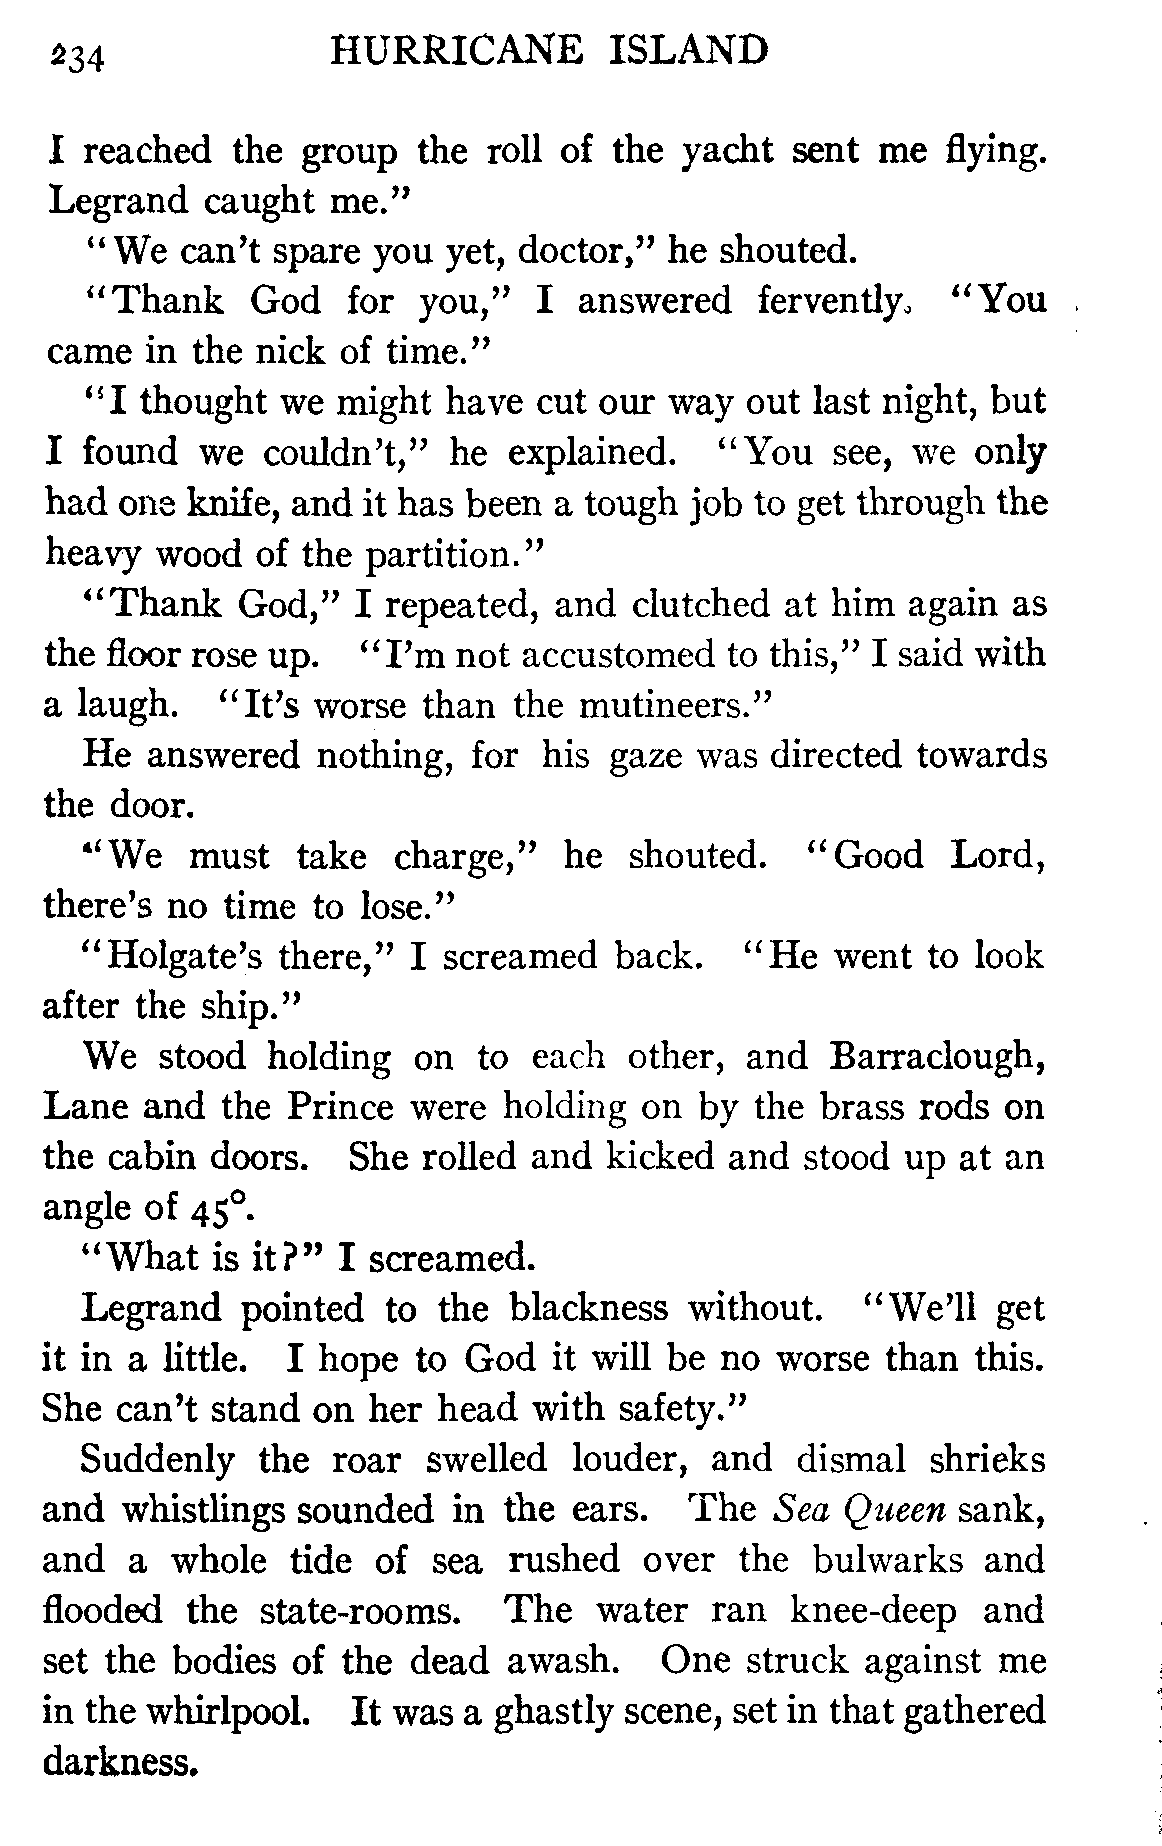 234 HURRICANE ISLAND
I reached the group the roll of the yacht sent me flying.
Legrand caught me.”
“We can’t spare you yet, doctor,” he shouted.
“Thank God for you,” I answered fervently. “You
came in the nick of time.”
“I thought we might have cut our way out last night, but
I found we couldn’t,” he explained. “You see, we only
had one knife, and it has been a tough job to get through the
heavy wood of the partition.”
“Thank God,” I repeated, and clutched at him again as
the floor rose up. “I’m not accustomed to this,” I said with
a laugh. “It’s worse than the mutineers.”
He answered nothing, for his gaze was directed towards
the door.
“We must take charge,” he shouted. “Good Lord,
there’s no time to lose.”
“Holgate’s there,” I screamed back. “He went to look
after the ship.”
We stood holding on to each other, and Barraclough,
Lane and the Prince were holding on by the brass rods on
the cabin doors. She rolled and kicked and stood up at an
angle of 45°.
“What is it?” I screamed.
Legrand pointed to the blackness without. “We’ll get
it in a little. I hope to God it will be no worse than this.
She can’t stand on her head with safety.”
Suddenly the roar swelled louder, and dismal shrieks
and whistlings sounded in the ears. The Sea Queen sank,
and a whole tide of sea rushed over the bulwarks and
flooded the state-rooms. The water ran knee-deep and
set the bodies of the dead awash. One struck against me
in the whirlpool. It was a ghastly scene, set in that gathered
darkness.